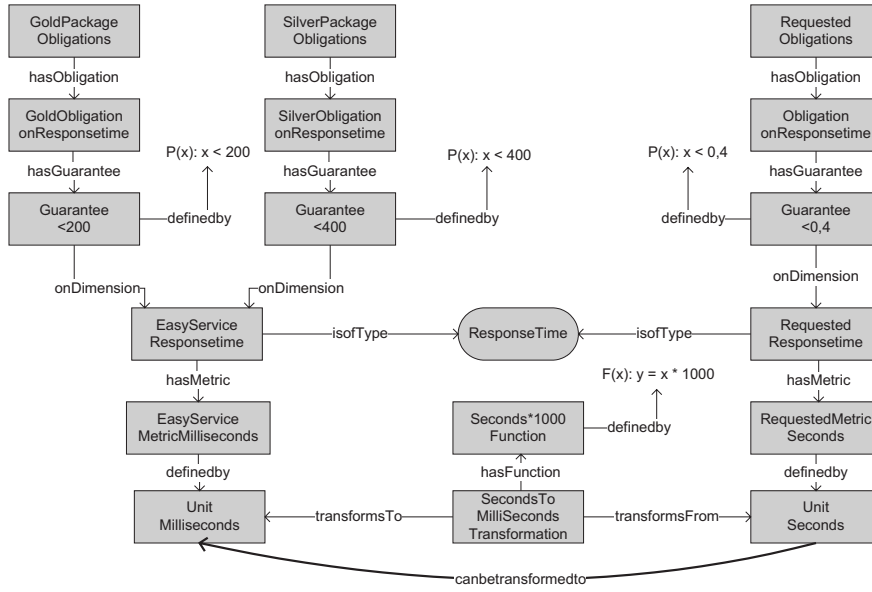 GoldPackage
Obligations
SilverPackage
Obligations
Requested
Obligations
hasObligation
hasObligation
hasObligation
GoldObligation
onResponsetime
SilverObligation
onResponsetime
Obligation
onResponsetime
P(x): x < 200
P(x): x < 400
P(x): x < 0,4
hasGuarantee
hasGuarantee
hasGuarantee
Guarantee
<200
definedby
Guarantee
<400
definedby
definedby
Guarantee
<0,4
onDimension
onDimension
onDimension
EasyService
Responsetime
isofType
ResponseTime
isofType
Requested
Responsetime
hasMetric
F(x): y = x * 1000
hasMetric
EasyService
MetricMilliseconds
Seconds*1000
Function
definedby
RequestedMetric
Seconds
definedby
hasFunction
definedby
Unit
Milliseconds
transformsTo
SecondsTo
MilliSeconds
Transformation
transformsFrom
Unit
Seconds
canbetransformedto